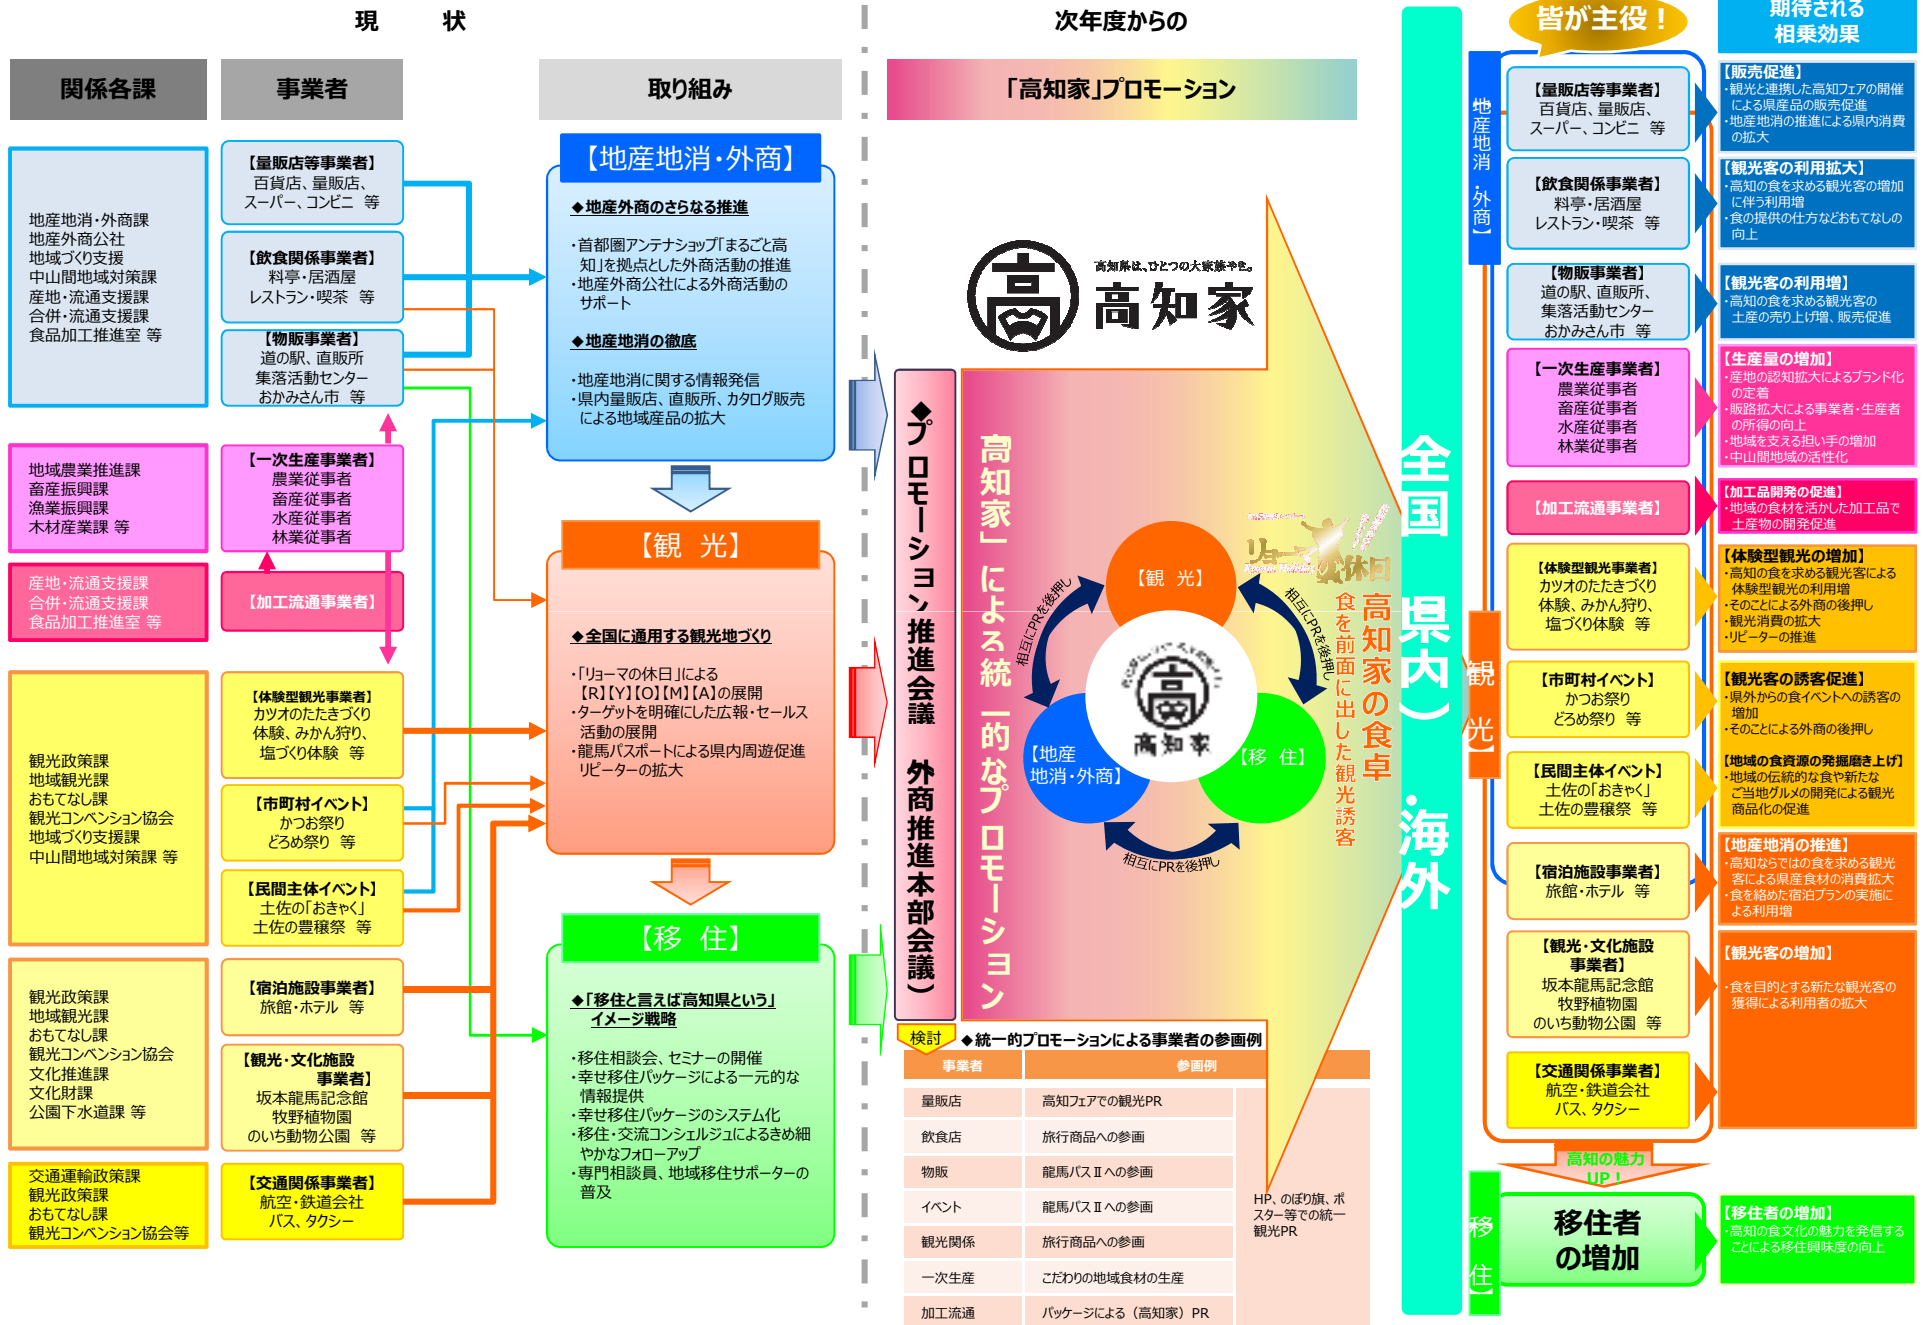 現　　状
次年度からの
皆が主役！
期待される
相乗効果
関係各課
事業者
取り組み
「高知家」プロモーション
地産地消・外商課
地産外商公社
地域づくり支援
中山間地域対策課
産地・流通支援課
合併・流通支援課
食品加工推進室 等
地域農業推進課
畜産振興課
漁業振興課
木材産業課 等
産地・流通支援課
合併・流通支援課
食品加工推進室 等
観光政策課
地域観光課
おもてなし課
観光コンベンション協会
地域づくり支援課
中山間地域対策課 等
観光政策課
地域観光課
おもてなし課
観光コンベンション協会
文化推進課
文化財課
公園下水道課 等
交通運輸政策課
観光政策課
おもてなし課
観光コンベンション協会等
【量販店等事業者】
百貨店、量販店、
スーパー、コンビニ　等
【飲食関係事業者】
料亭・居酒屋
レストラン・喫茶　等
【物販事業者】
道の駅、直販所
集落活動センター
おかみさん市　等
【一次生産事業者】
農業従事者
畜産従事者
水産従事者
林業従事者
【加工流通事業者】
【体験型観光事業者】
カツオのたたきづくり
体験、みかん狩り、
塩づくり体験　等
【市町村イベント】
かつお祭り
どろめ祭り　等
【民間主体イベント】
土佐の「おきゃく」
土佐の豊穣祭　等
【宿泊施設事業者】
旅館・ホテル　等
【観光・文化施設
事業者】
坂本龍馬記念館
牧野植物園
のいち動物公園　等
【交通関係事業者】
航空・鉄道会社
バス、タクシー
【地産地消・外商】
◆地産外商のさらなる推進
・首都圏アンテナショップ「まるごと高
知」を拠点とした外商活動の推進
・地産外商公社による外商活動の
サポート
◆地産地消の徹底
・地産地消に関する情報発信
・県内量販店、直販所、カタログ販売
による地域産品の拡大
【観　光】
◆全国に通用する観光地づくり
・「リョーマの休日」による
【R】【Y】【O】【M】【A】の展開
・ターゲットを明確にした広報・セールス
活動の展開
・龍馬パスポートによる県内周遊促進
リピーターの拡大
【移　住】
◆「移住と言えば高知県という」
イメージ戦略
・移住相談会、セミナーの開催
・幸せ移住パッケージによる一元的な
情報提供
・幸せ移住パッケージのシステム化
・移住・交流コンシェルジュによるきめ細
やかなフォローアップ
・専門相談員、地域移住サポーターの
普及
◆プロモーション推進会議　外商推進本部会議）
高知県は、ひとつの大家族やき。
高知家
高知家」による統一的なプロモーション
【観　光】
【地産
地消・外商】
【移　住】
高知家
相互にPRを後押し
相互にPRを後押し
相互にPRを後押し
リョーマの休日
高知家の食卓
食を前面に出した観光誘客
全国　県内）・海外
検討
◆統一的プロモーションによる事業者の参画例
事業者　参画例
量販店　高知フェアでの観光PR
飲食店　旅行商品への参画
物販　龍馬パスⅡへの参画
イベント　龍馬パスⅡへの参画
観光関係　旅行商品への参画
一次生産　こだわりの地域食材の生産
加工流通　パッケージによる（高知家）PR
HP、のぼり旗、ポ
スター等での統一
観光PR
地産地消・外商】
観　光】
移　住】
【量販店等事業者】
百貨店、量販店、
スーパー、コンビニ　等
【飲食関係事業者】
料亭・居酒屋
レストラン・喫茶　等
【物販事業者】
道の駅、直販所、
集落活動センター
おかみさん市　等
【一次生産事業者】
農業従事者
畜産従事者
水産従事者
林業従事者
【加工流通事業者】
【体験型観光事業者】
カツオのたたきづくり
体験、みかん狩り、
塩づくり体験　等
【市町村イベント】
かつお祭り
どろめ祭り　等
【民間主体イベント】
土佐の「おきゃく」
土佐の豊穣祭　等
【宿泊施設事業者】
旅館・ホテル　等
【観光・文化施設
事業者】
坂本龍馬記念館
牧野植物園
のいち動物公園　等
【交通関係事業者】
航空・鉄道会社
バス、タクシー
高知の魅力
UP！
移住者
の増加
【販売促進】
・観光と連携した高知フェアの開催
による県産品の販売促進
・地産地消の推進による県内消費
の拡大
【観光客の利用拡大】
・高知の食を求める観光客の増加
に伴う利用増
・食の提供の仕方などおもてなしの
向上
【観光客の利用増】
・高知の食を求める観光客の
土産の売り上げ増、販売促進
【生産量の増加】
・産地の認知拡大によるブランド化
の定着
・販路拡大による事業者・生産者
の所得の向上
・地域を支える担い手の増加
・中山間地域の活性化
【加工品開発の促進】
・地域の食材を活かした加工品で
土産物の開発促進
【体験型観光の増加】
・高知の食を求める観光客による
体験型観光の利用増
・そのことによる外商の後押し
・観光消費の拡大
・リピーターの推進
【観光客の誘客促進】
・県外からの食イベントへの誘客の
増加
・そのことによる外商の後押し
【地域の食資源の発掘磨き上げ】
・地域の伝統的な食や新たな
ご当地グルメの開発による観光
商品化の促進
【地産地消の推進】
・高知ならではの食を求める観光
客による県産食材の消費拡大
・食を絡めた宿泊プランの実施に
よる利用増
【観光客の増加】
・食を目的とする新たな観光客の
獲得による利用者の拡大
【移住者の増加】
・高知の食文化の魅力を発信する
ことによる移住興味度の向上